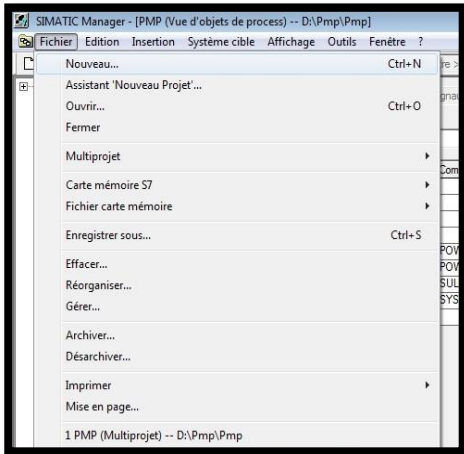 SIMATIC Manager - [PMP (Vue d'objets de process) -- D:\Pmp\Pmp]
Fichier Edition Insertion Système cible Affichage Outils Fenêtre ?
Nouveau... Ctrl+N
Assistant 'Nouveau Projet'...
Ouvrir... Ctrl+O
Fermer
Multiprojet
Carte mémoire S7
Fichier carte mémoire
Enregistrer sous... Ctrl+S
Effacer...
Réorganiser...
Gérer...
Archiver...
Désarchiver...
Imprimer
Mise en page...
1 PMP (Multiprojet) -- D:\Pmp\Pmp